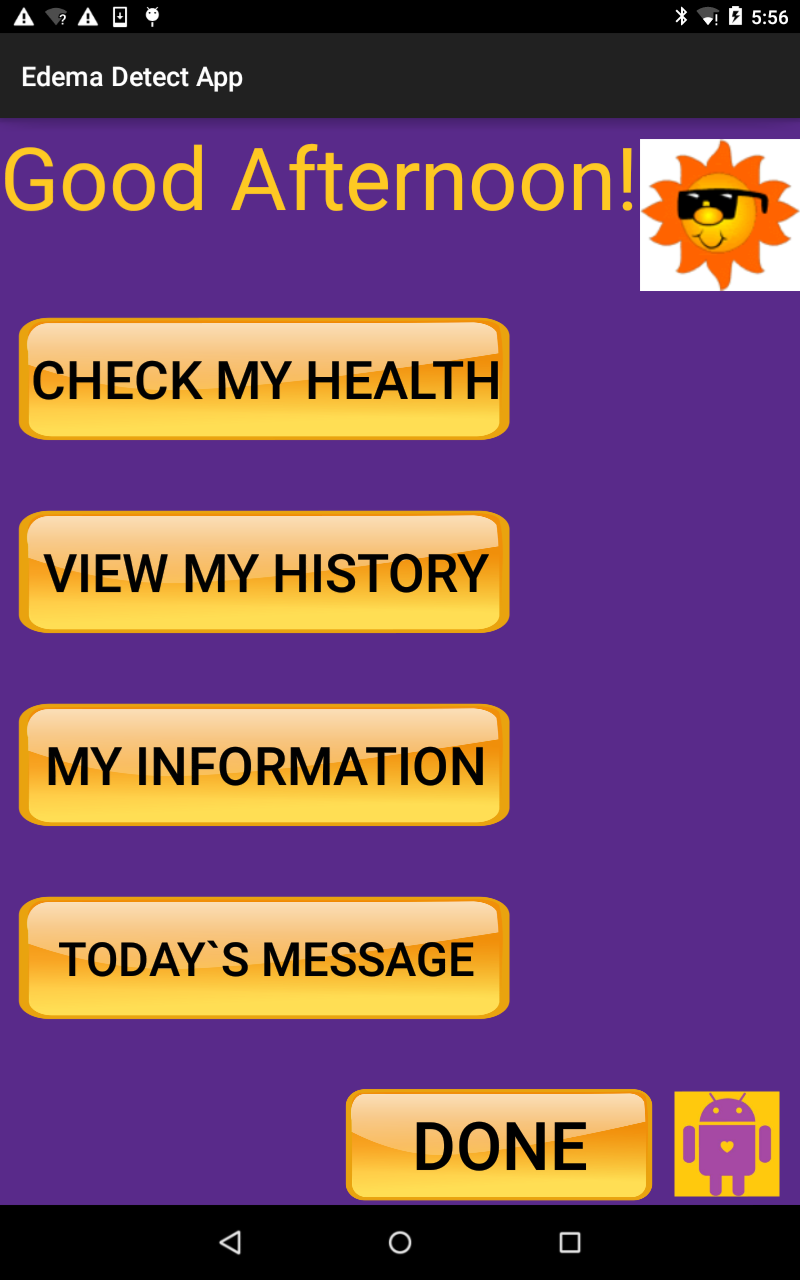 5:56
Edema Detect App
Good Afternoon!
CHECK MY HEALTH
VIEW MY HISTORY
MY INFORMATION
TODAY`S MESSAGE
DONE